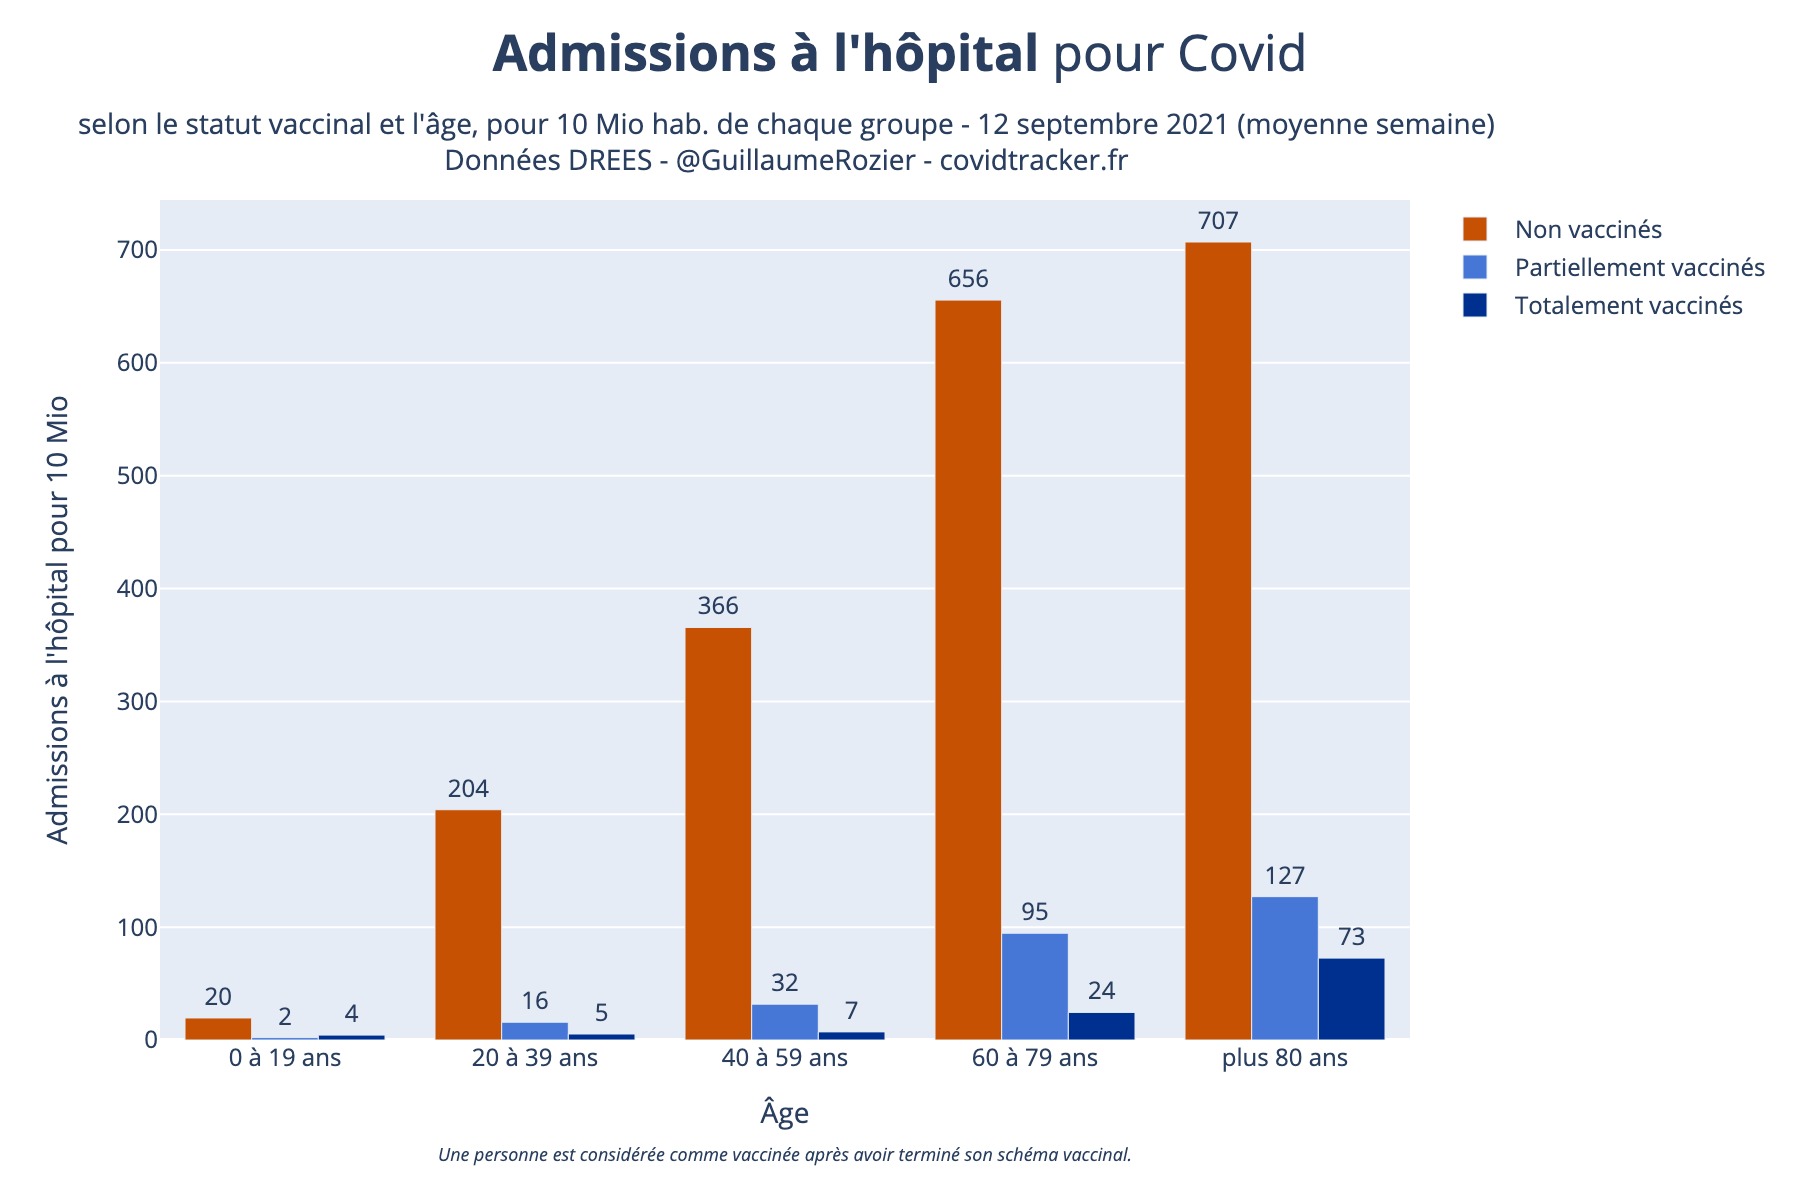 Admissions à l'hôpital pour Covid
selon le statut vaccinal et l'âge, pour 10 Mio hab. de chaque groupe - 12 septembre 2021 (moyenne semaine)
Données DREES - @GuillaumeRozier - covidtracker.fr
Non vaccinés
Partiellement vaccinés
Totalement vaccinés
Admissions à l'hôpital pour 10 Mio
700
600
500
400
300
200
100
0
20
2
4
204
16
5
366
32
7
656
95
24
707
127
73
0 à 19 ans
20 à 39 ans
40 à 59 ans
60 à 79 ans
plus 80 ans
Âge
Une personne est considérée comme vaccinée après avoir terminé son schéma vaccinal.